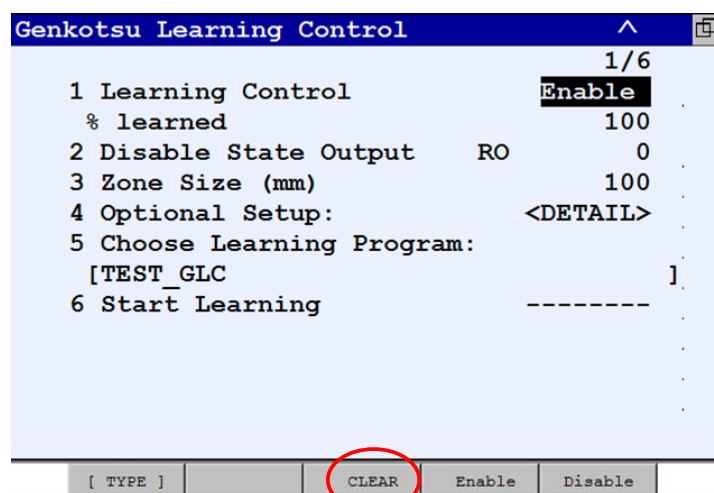 Genkotsu Learning Control ^
1/6
1 Learning Control Enable
% learned 100
2 Disable State Output RO 0
3 Zone Size (mm) 100
4 Optional Setup: <DETAIL>
5 Choose Learning Program:
[TEST_GLC ]
6 Start Learning --------
[ TYPE ] CLEAR Enable Disable